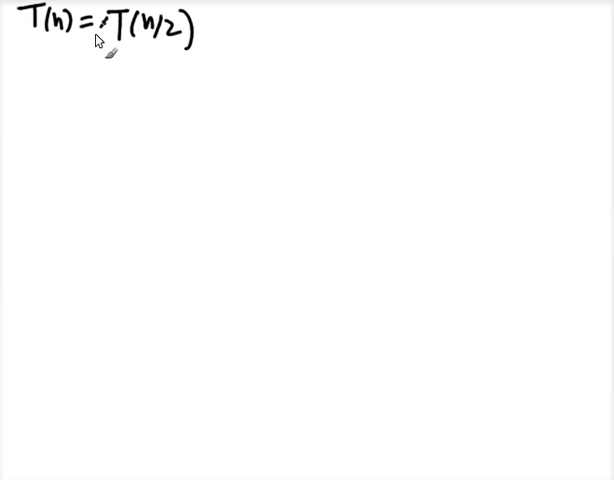 T(n) = T(n/2)